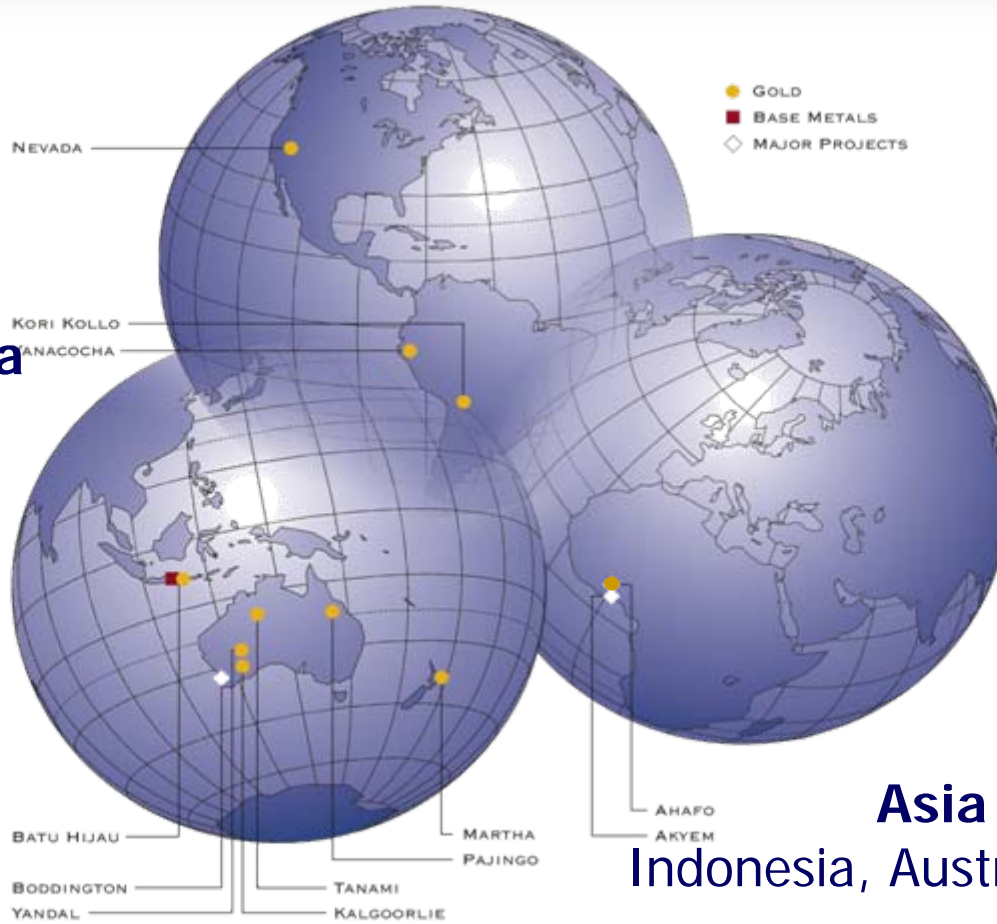 GOLD
BASE METALS
MAJOR PROJECTS
NEVADA
KORI KOLLO
a
ANACOCHA
AHAFO
AKYEM
Asia
Indonesia, Austr
BATU HIJAU
BODDINGTON
YANDAL
MARTHA
PAJINGO
TANAMI
KALGOORLIE